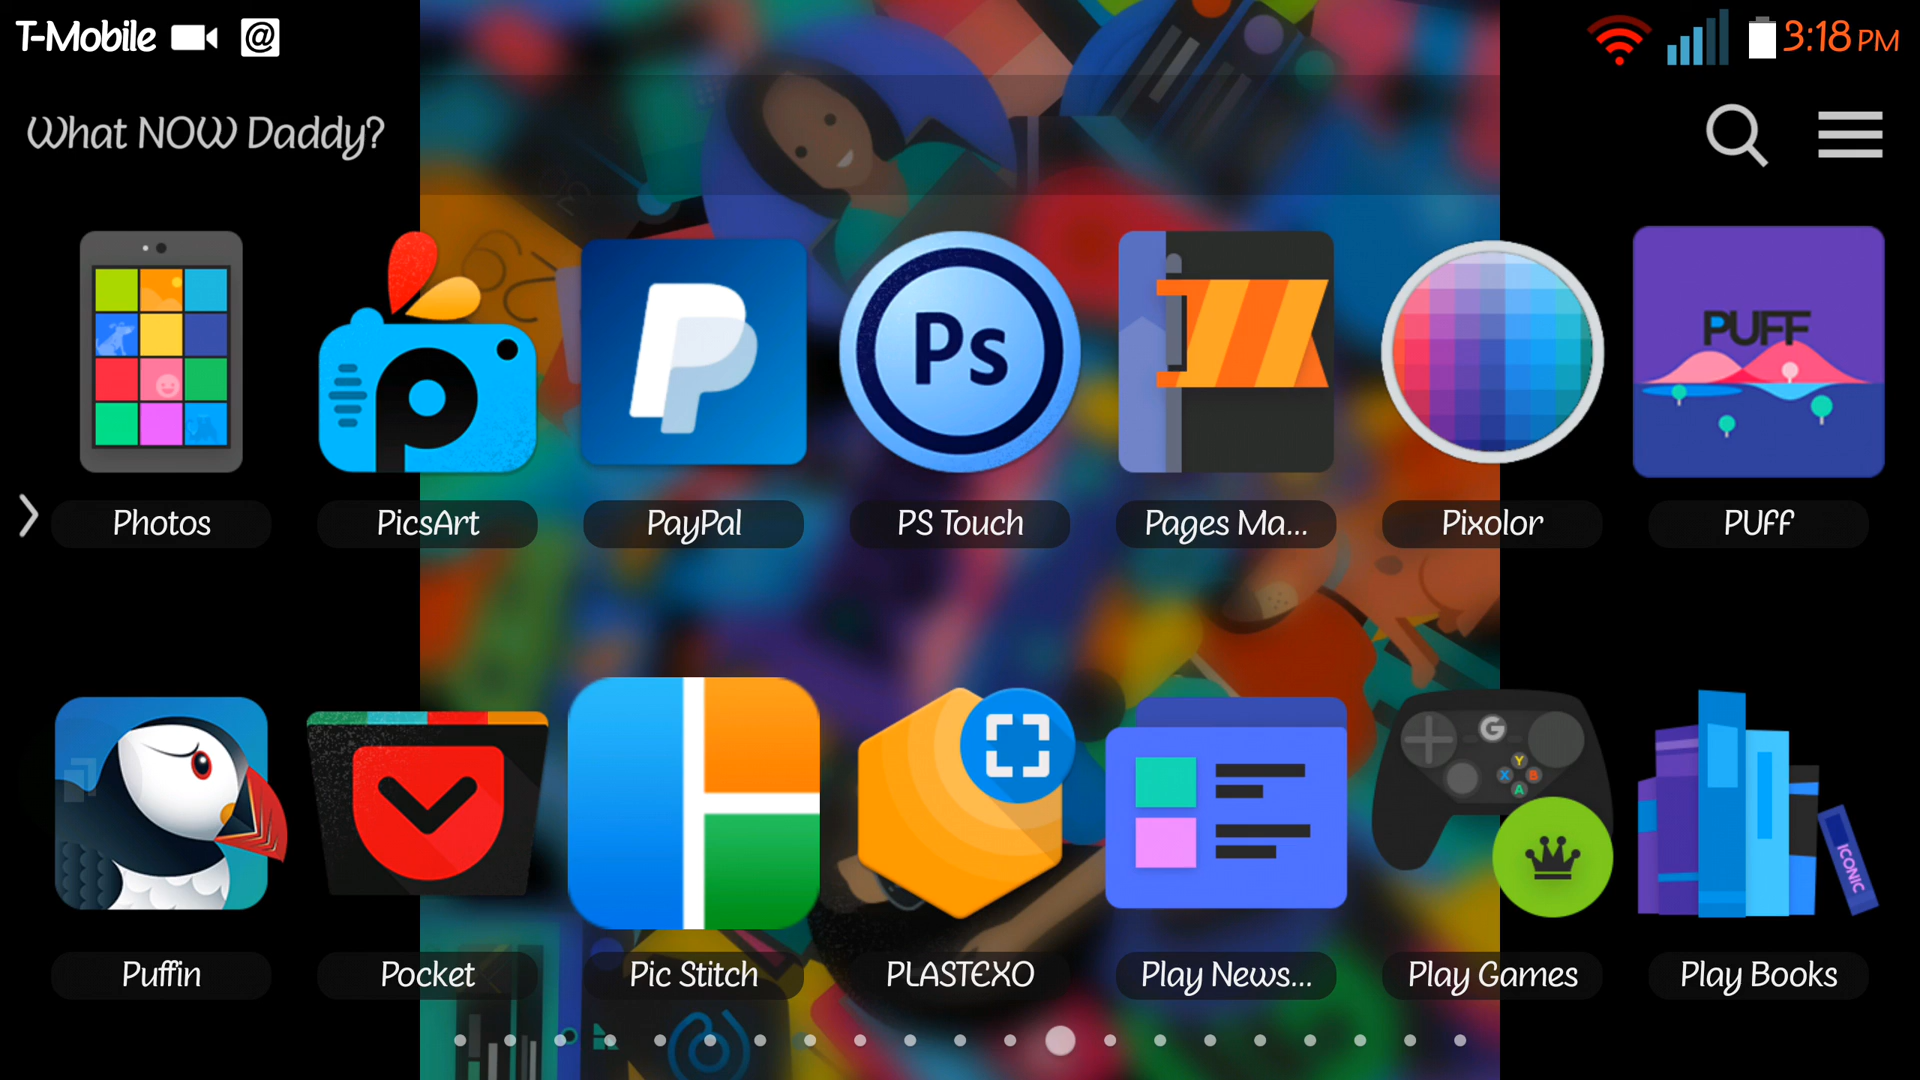 T-Mobile @ 3:18 PM
What NOW Daddy?
Ps
PUFF
Photos PicsArt PayPal PS Touch Pages Ma... Pixolor PUff
G
Y
X B
A
ICONIC
Puffin Pocket Pic Stitch PLASTEXO Play News... Play Games Play Books